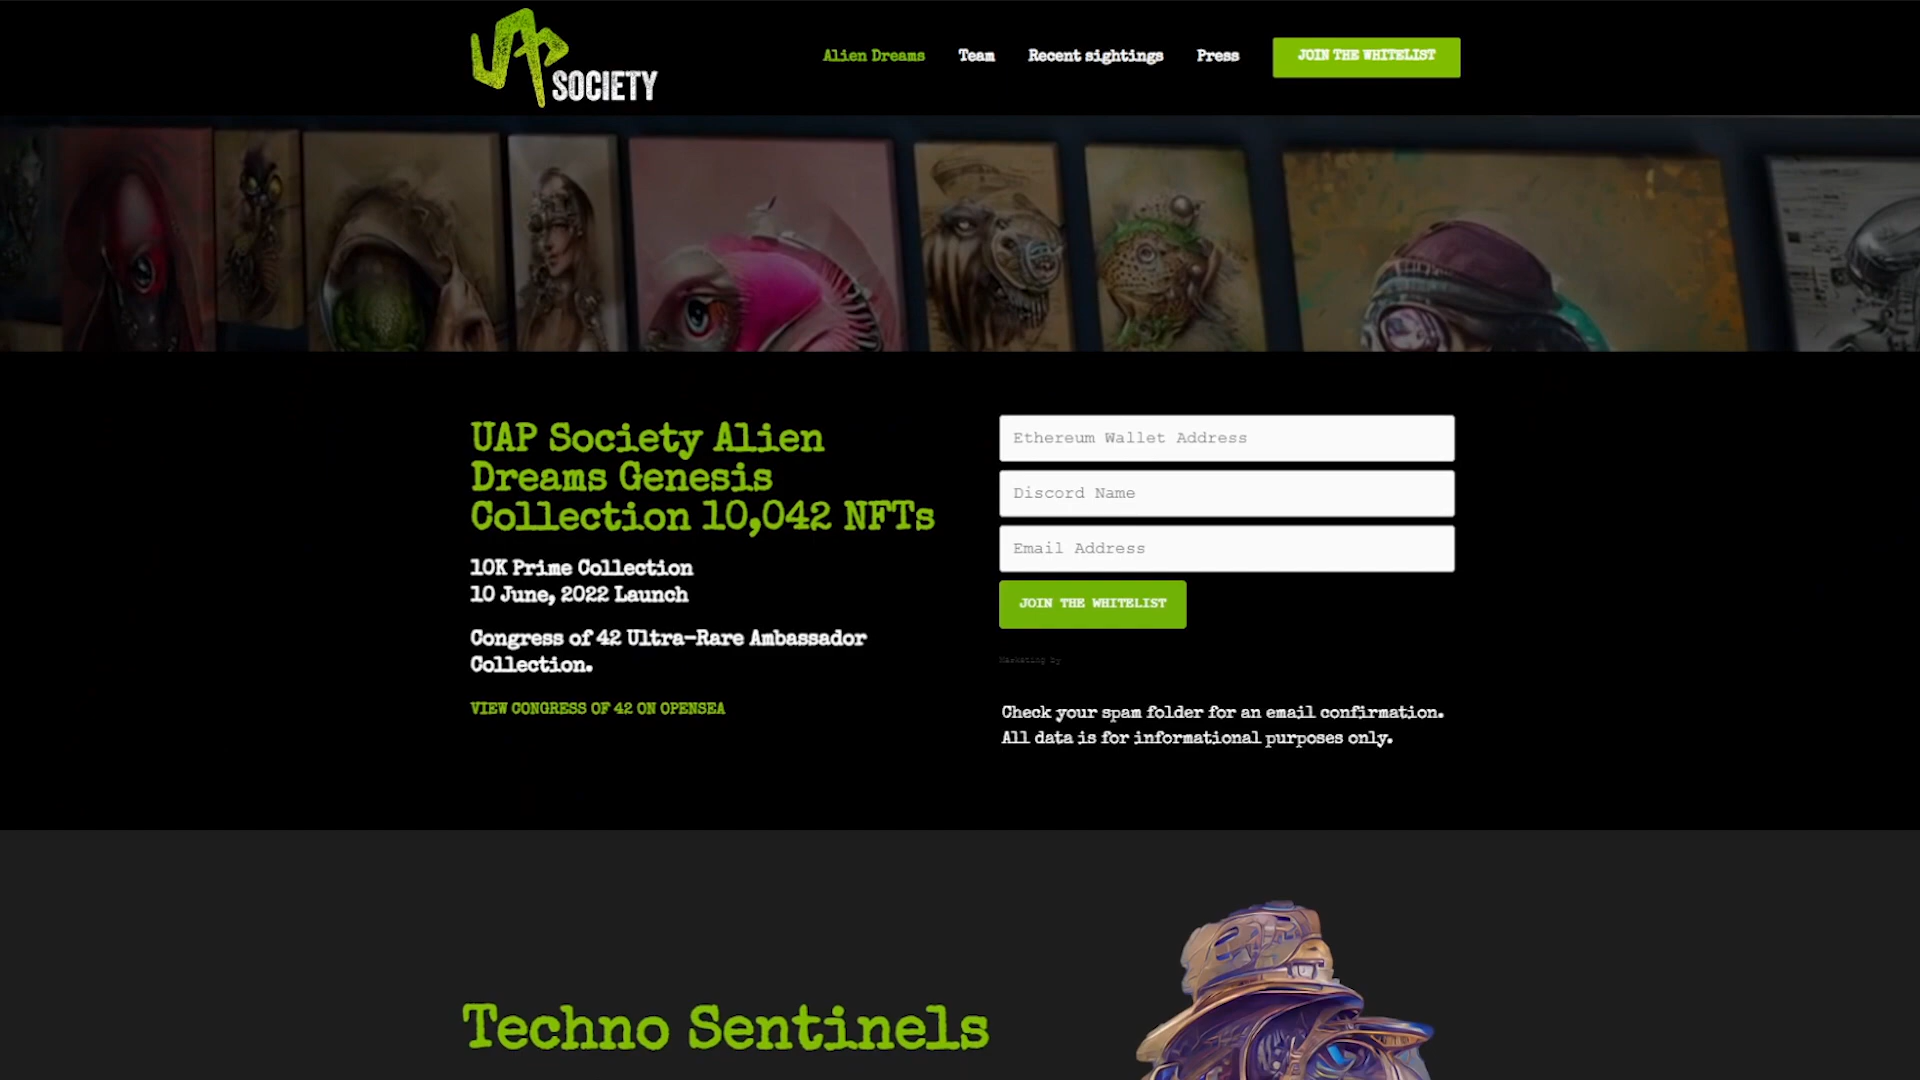 UAP SOCIETY
Alien Dreams
Team
Recent sightings
Press
JOIN THE WHITELIST
UAP Society Alien
Dreams Genesis
Collection 10,042 NFTs
10K Prime Collection
10 June, 2022 Launch
Congress of 42 Ultra-Rare Ambassador
Collection.
VIEW CONGRESS OF 42 ON OPENSEA
Ethereum Wallet Address
Discord Name
Email Address
JOIN THE WHITELIST
Marketing by
Check your spam folder for an email confirmation.
All data is for informational purposes only.
Techno Sentinels